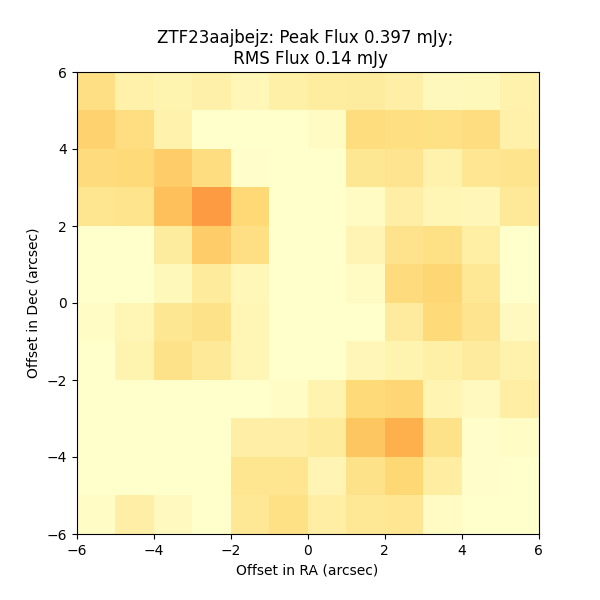 ZTF23aajbejz: Peak Flux 0.397 mJy;
RMS Flux 0.14 mJy
6
4
2
0
−2
−4
−6
Offset in Dec (arcsec)
−6 −4 −2 0 2 4 6
Offset in RA (arcsec)